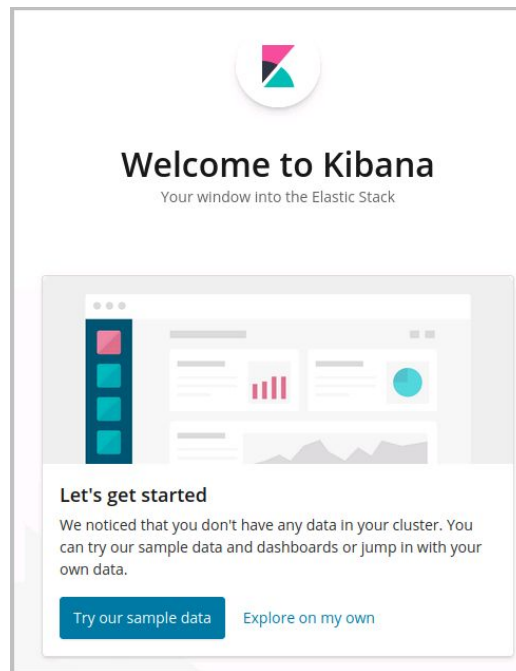 Welcome to Kibana
Your window into the Elastic Stack
Let's get started
We noticed that you don't have any data in your cluster. You
can try our sample data and dashboards or jump in with your
own data.
Try our sample data
Explore on my own